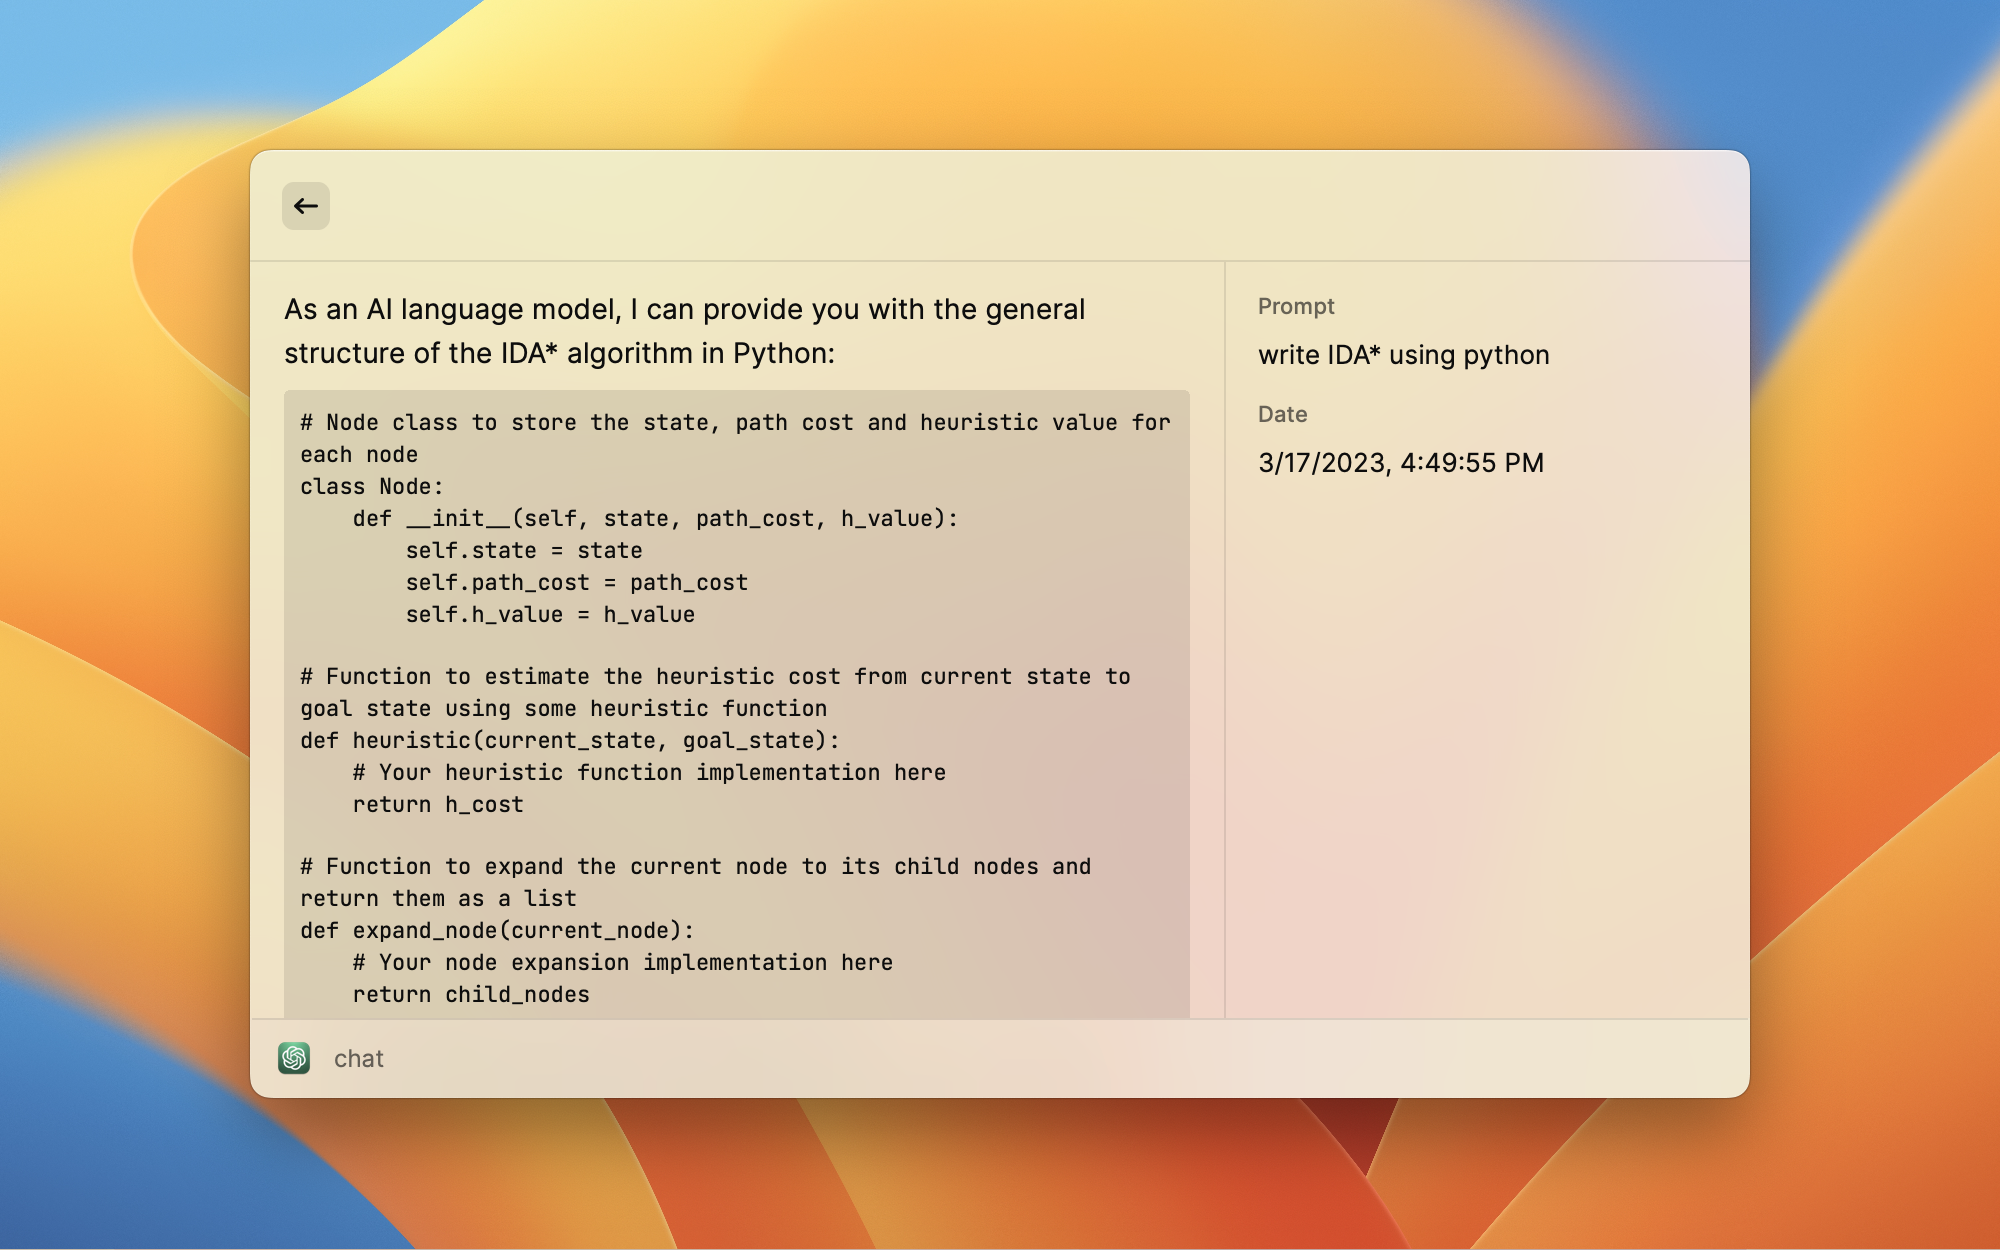 As an AI language model, I can provide you with the general
structure of the IDA* algorithm in Python:
# Node class to store the state, path cost and heuristic value for
each node
class Node:
    def __init__(self, state, path_cost, h_value):
        self.state = state
        self.path_cost = path_cost
        self.h_value = h_value

# Function to estimate the heuristic cost from current state to
goal state using some heuristic function
def heuristic(current_state, goal_state):
    # Your heuristic function implementation here
    return h_cost

# Function to expand the current node to its child nodes and
return them as a list
def expand_node(current_node):
    # Your node expansion implementation here
    return child_nodes
Prompt
write IDA* using python
Date
3/17/2023, 4:49:55 PM
chat